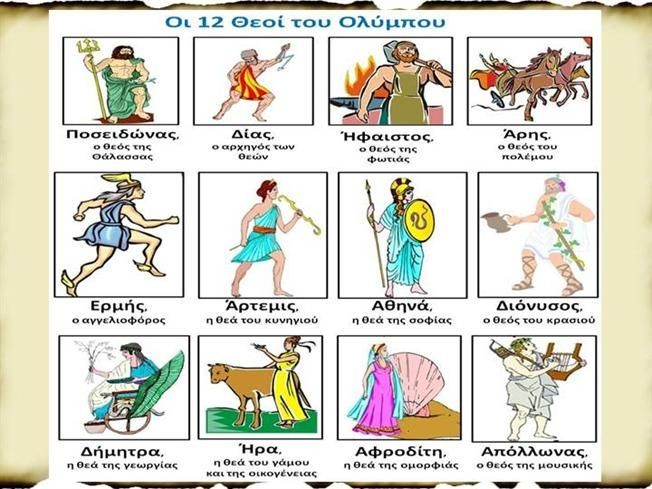 Οι 12 Θεοί του Ολύμπου
Ποσειδώνας,
ο θεός της
Θάλασσας
Δίας,
ο αρχηγός των
θεών
Ήφαιστος,
ο θεός της
φωτιάς
Άρης,
ο θεός του
πολέμου
Ερμής,
ο αγγελιοφόρος
Άρτεμις,
η θεά του κυνηγιού
Αθηνά,
η θεά της σοφίας
Διόνυσος,
ο θεός του κρασιού
Δήμητρα,
η θεά της γεωργίας
Ήρα,
η θεά του γάμου
και της οικογένειας
Αφροδίτη,
η θεά της ομορφιάς
Απόλλωνας,
ο θεός της μουσικής